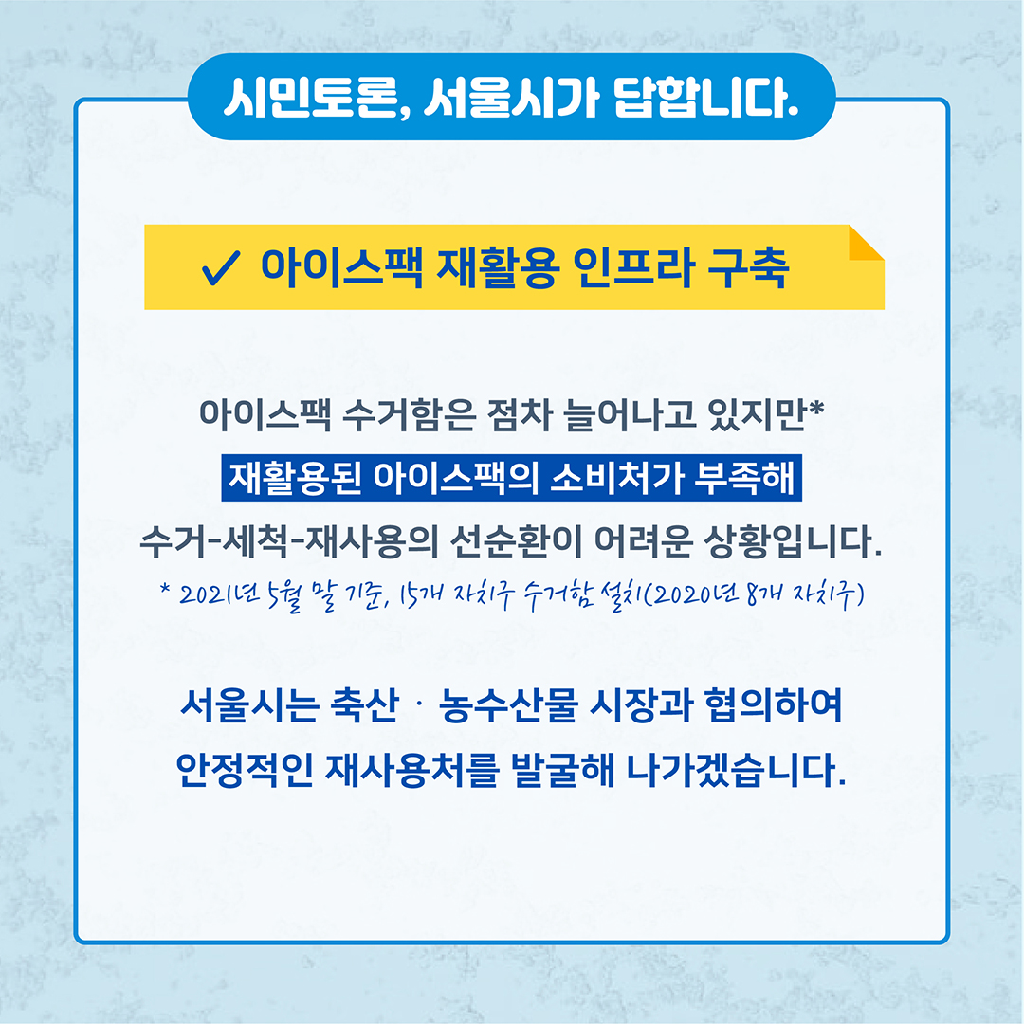 시민토론, 서울시가 답합니다.
✓ 아이스팩 재활용 인프라 구축
아이스팩 수거함은 점차 늘어나고 있지만*
재활용된 아이스팩의 소비처가 부족해
수거-세척-재사용의 선순환이 어려운 상황입니다.
* 2021년 5월 말 기준, 15개 자치구 수거함 설치(2020년 8개 자치구)
서울시는 축산 · 농수산물 시장과 협의하여
안정적인 재사용처를 발굴해 나가겠습니다.